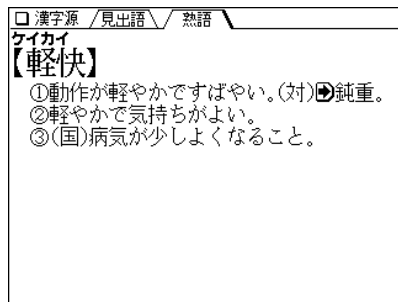 漢字源 見出語 熟語
ケイカイ
【軽快】
①動作が軽やかですばやい。(対)➡鈍重。
②軽やかで気持ちがよい。
③(国)病気が少しよくなること。